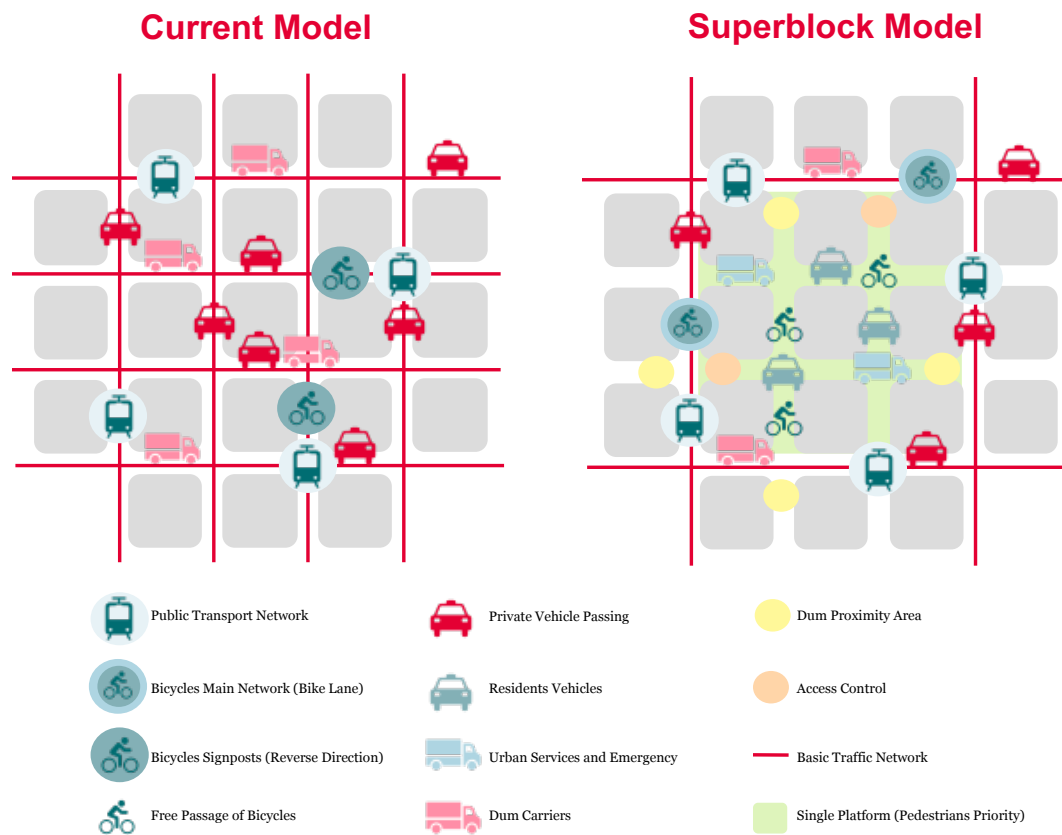 Current Model
Superblock Model
Public Transport Network
Private Vehicle Passing
Dum Proximity Area
Bicycles Main Network (Bike Lane)
Residents Vehicles
Access Control
Bicycles Signposts (Reverse Direction)
Urban Services and Emergency
Basic Traffic Network
Free Passage of Bicycles
Dum Carriers
Single Platform (Pedestrians Priority)